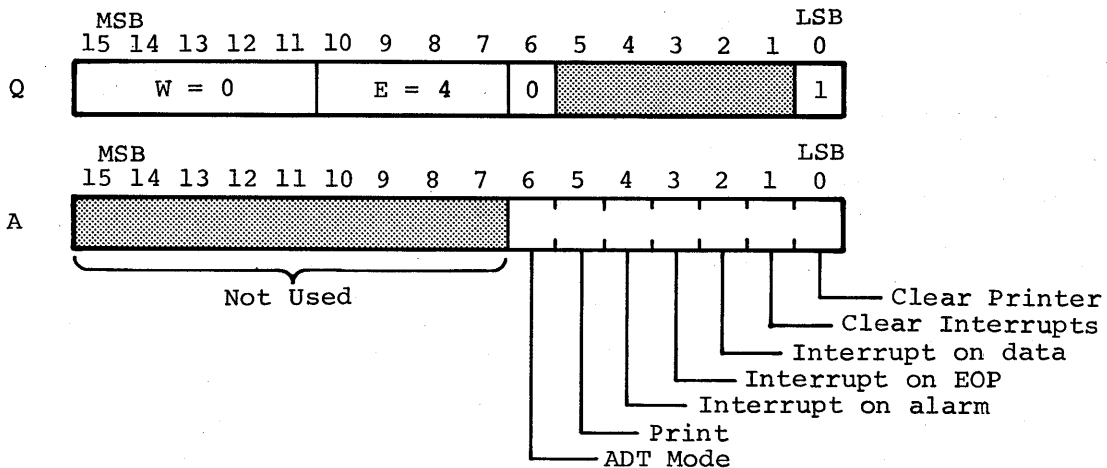 MSB LSB
15 14 13 12 11 10 9 8 7 6 5 4 3 2 1 0
Q W = 0 E = 4 0 1
MSB LSB
15 14 13 12 11 10 9 8 7 6 5 4 3 2 1 0
A
Not Used
Clear Printer
Clear Interrupts
Interrupt on data
Interrupt on EOP
Interrupt on alarm
Print
ADT Mode